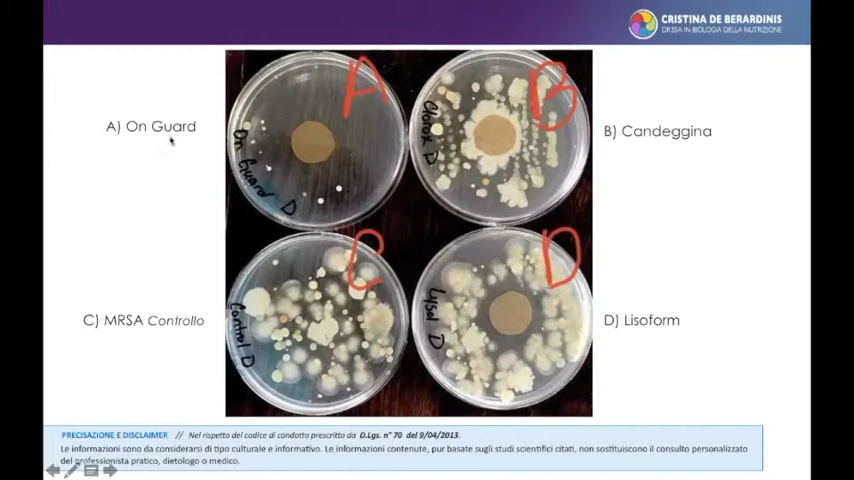 CRISTINA DE BERARDINIS
DR.SSA IN BIOLOGIA DELLA NUTRIZIONE
A) On Guard
A
On Guard D
B
Clorox D
B) Candeggina
C) MRSA Controllo
C
Control D
D
Lysol D
D) Lisoform
PRECISAZIONE E DISCLAIMER // Nel rispetto del codice di condotta prescritto da D.Lgs. n° 70 del 9/04/2013.
Le informazioni sono da considerarsi di tipo culturale e informativo. Le informazioni contenute, pur basate sugli studi scientifici citati, non sostituiscono il consulto personalizzato
del professionista pratico, dietologo o medico.